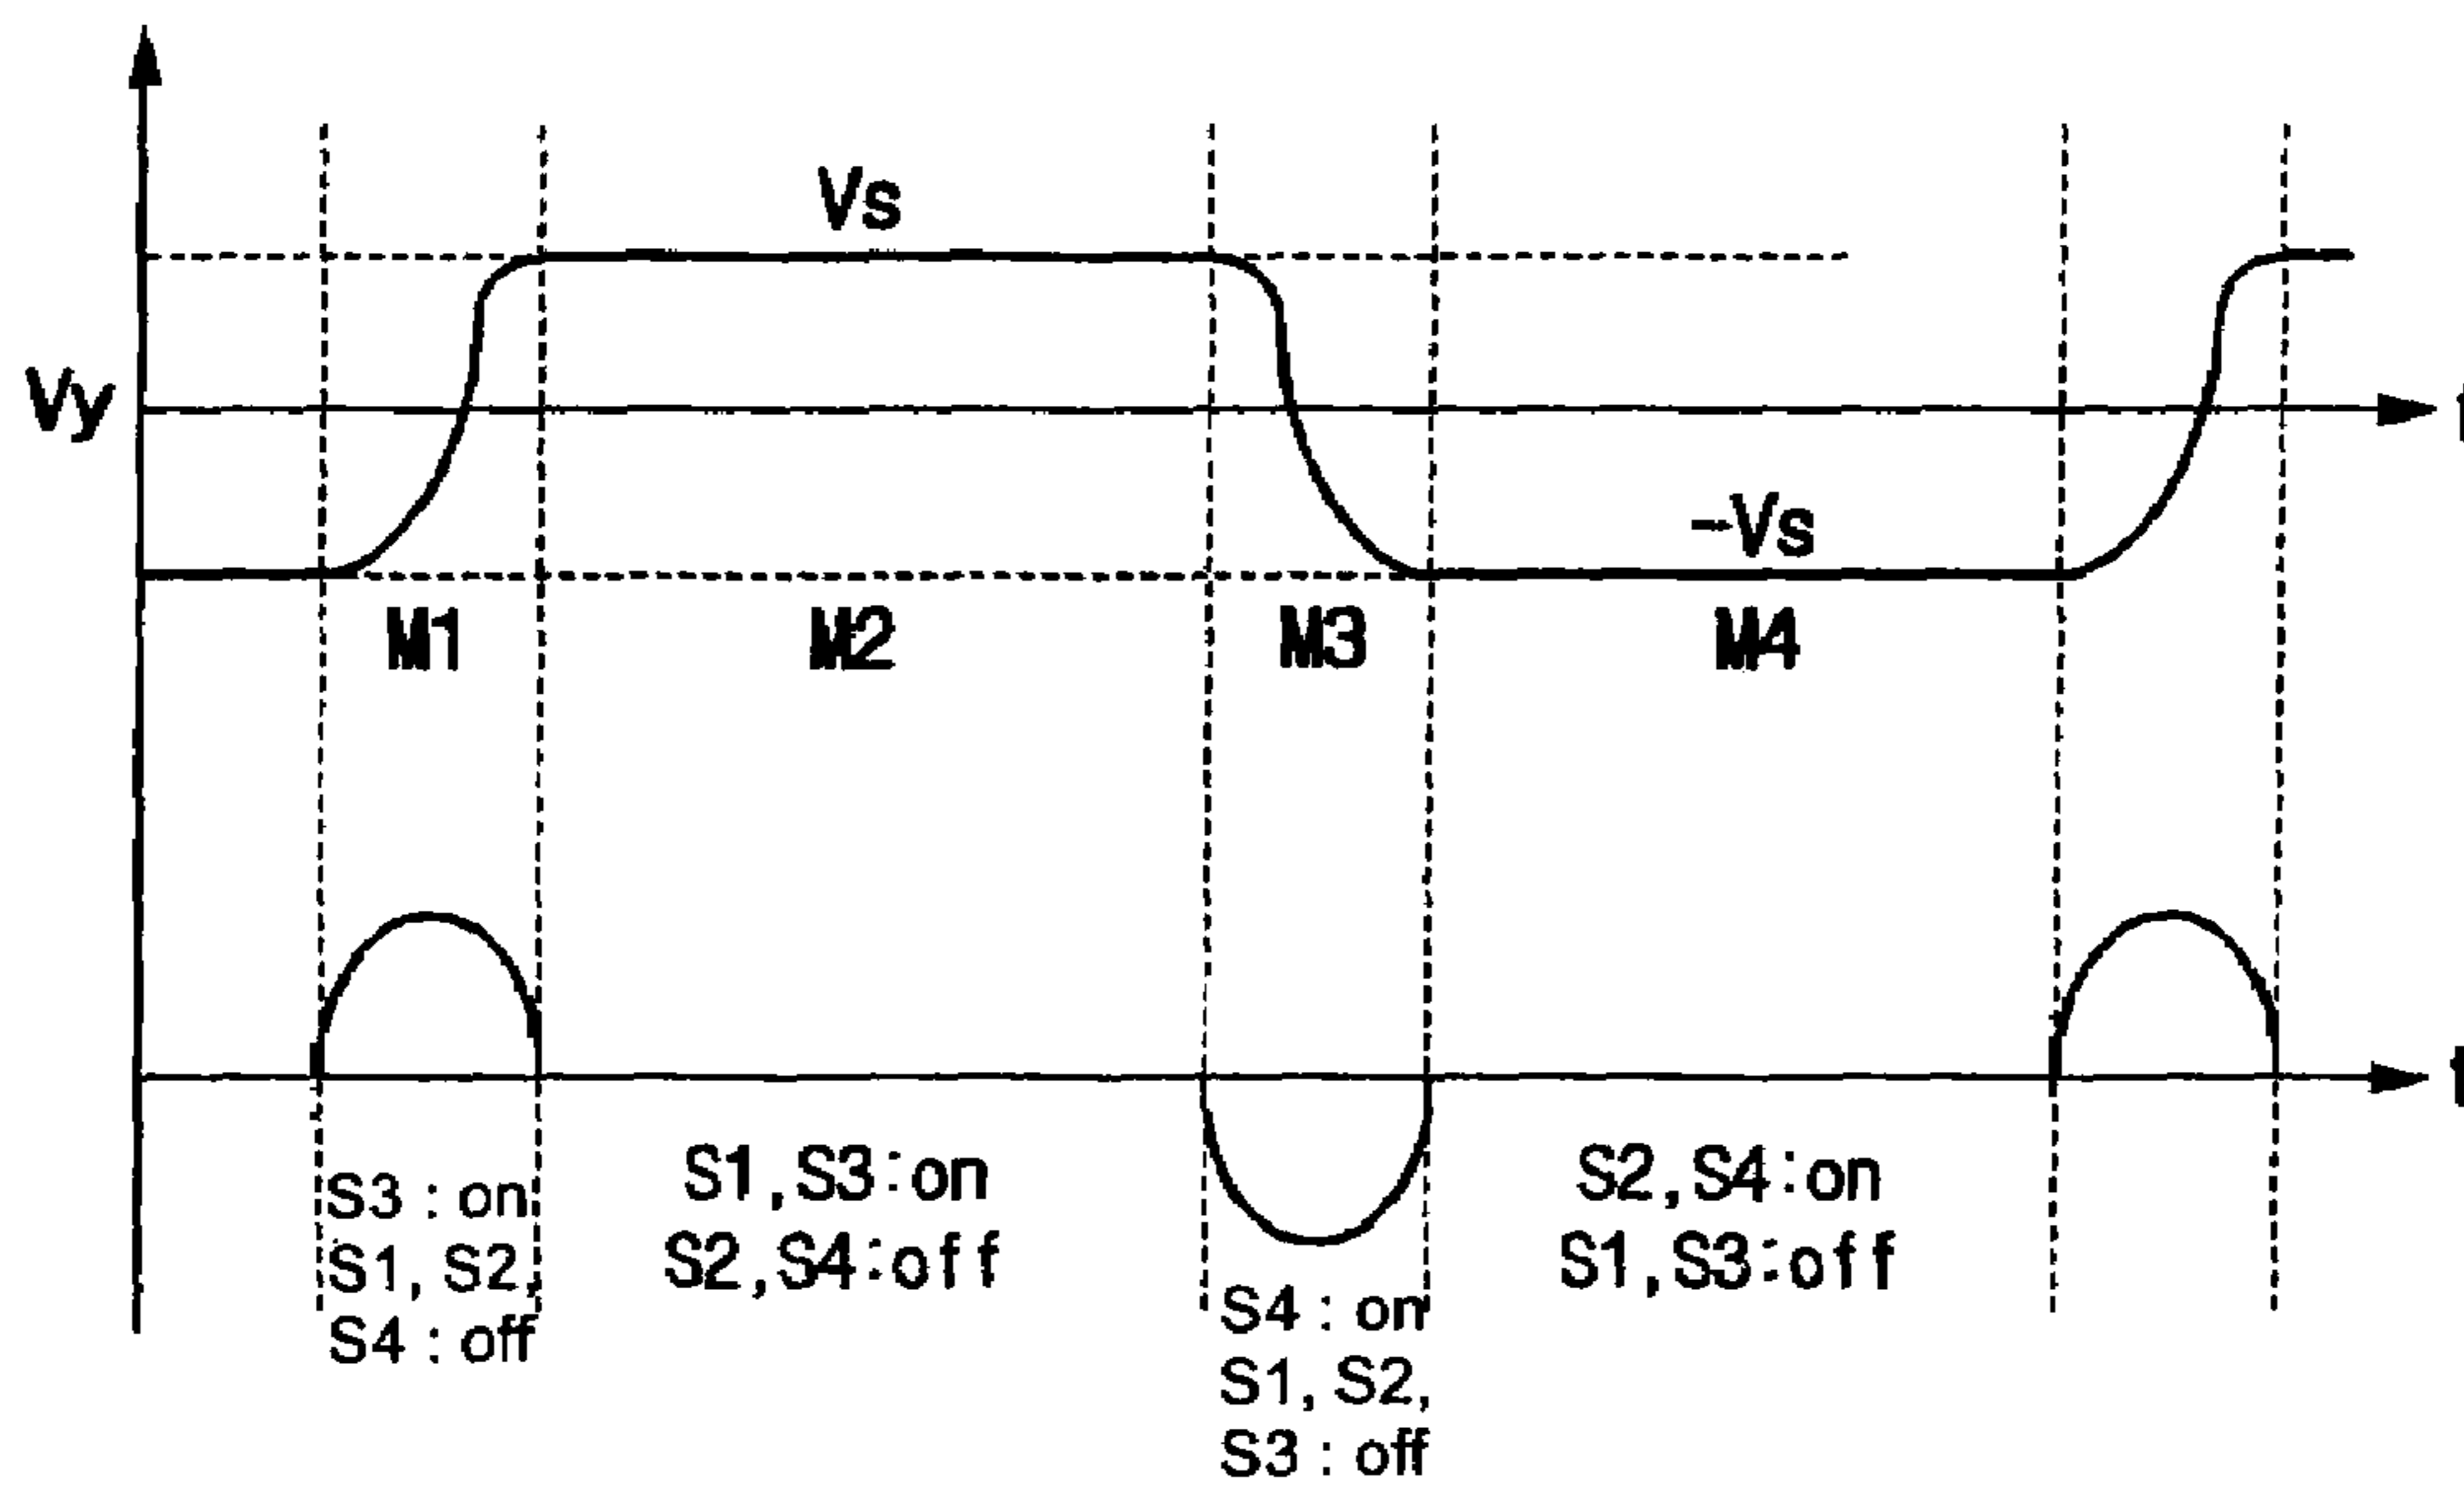 Vs
Vy
-Vs
M1
M2
M3
M4
S3 : on
S1, S2,
S4 : off
S1,S3:on
S2,S4:off
S4 : on
S1, S2,
S3 : off
S2,S4:on
S1,S3:off